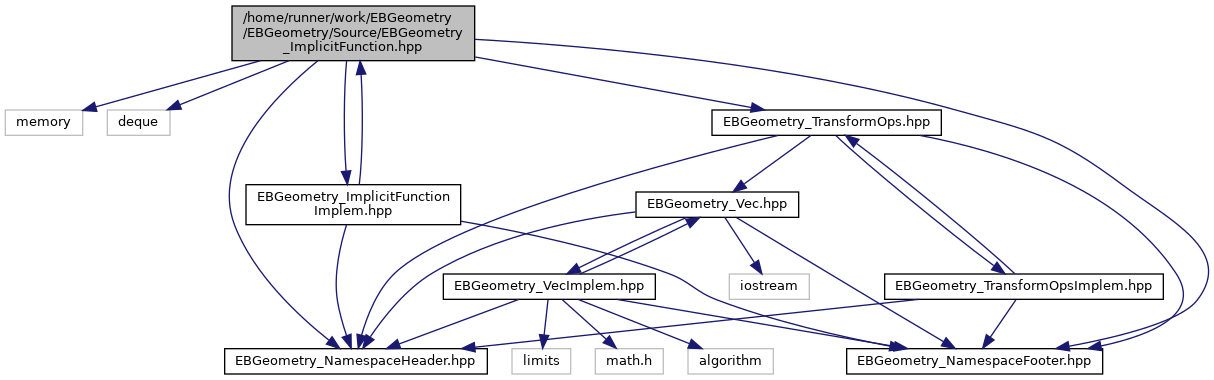 /home/runner/work/EBGeometry
/EBGeometry/Source/EBGeometry
_ImplicitFunction.hpp
memory
deque
EBGeometry_TransformOps.hpp
EBGeometry_ImplicitFunction
Implem.hpp
EBGeometry_Vec.hpp
EBGeometry_VecImplem.hpp
iostream
EBGeometry_TransformOpsImplem.hpp
EBGeometry_NamespaceHeader.hpp
limits
math.h
algorithm
EBGeometry_NamespaceFooter.hpp